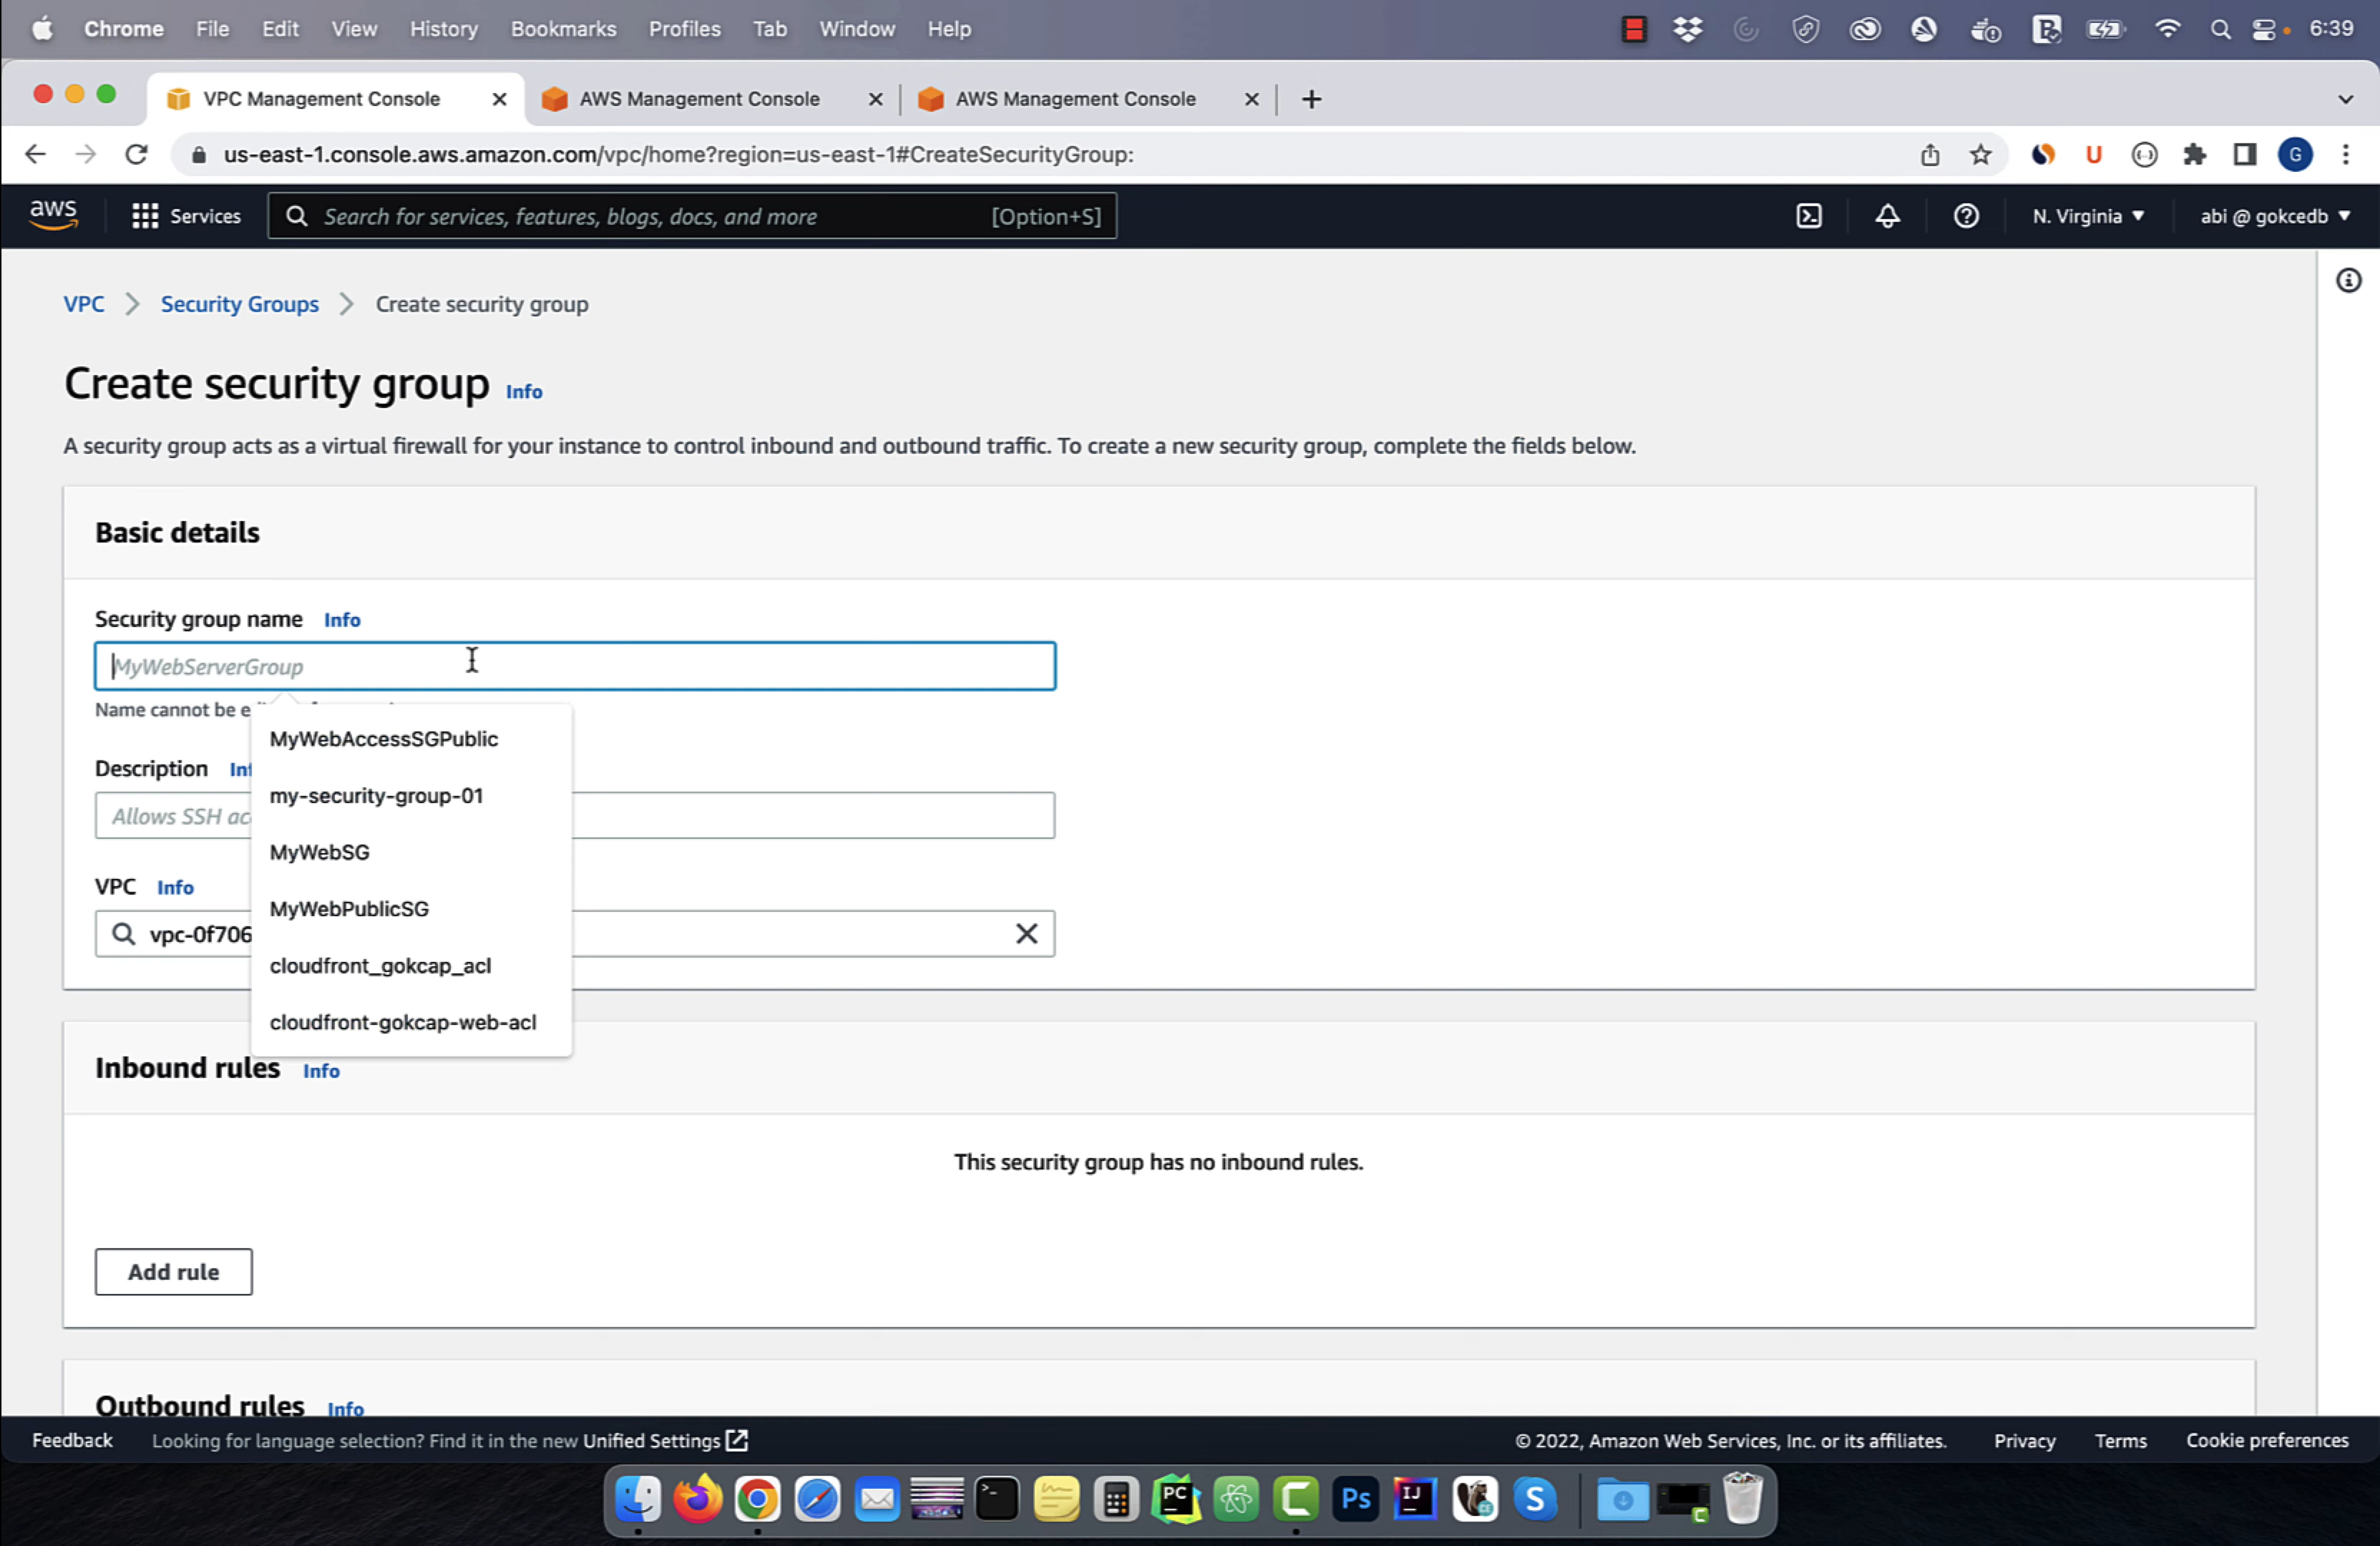 Chrome File Edit View History Bookmarks Profiles Tab Window Help 6:39
VPC Management Console AWS Management Console AWS Management Console
us-east-1.console.aws.amazon.com/vpc/home?region=us-east-1#CreateSecurityGroup:
U G
aws Services Search for services, features, blogs, docs, and more [Option+S] N. Virginia abi @ gokcedb
VPC Security Groups Create security group
Create security group Info
A security group acts as a virtual firewall for your instance to control inbound and outbound traffic. To create a new security group, complete the fields below.
Basic details
Security group name Info
MyWebServerGroup
Name cannot be
MyWebAccessSGPublic
Description
my-security-group-01
Allows SSH
MyWebSG
VPC Info
MyWebPublicSG
vpc-0f706
cloudfront_gokcap_acl
cloudfront-gokcap-web-acl
Inbound rules Info
This security group has no inbound rules.
Add rule
Outbound rules Info
Feedback Looking for language selection? Find it in the new Unified Settings © 2022, Amazon Web Services, Inc. or its affiliates. Privacy Terms Cookie preferences
PC Ps IJ S